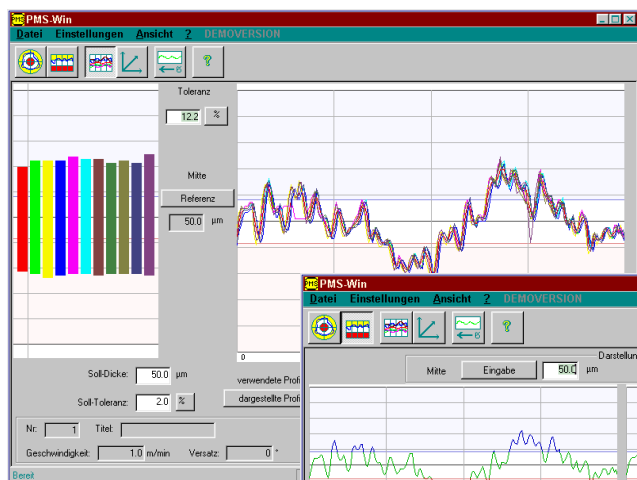 PMS-Win
Datei Einstellungen Ansicht ? DEMOVERSION
Toleranz
12.2 %
Mitte
Referenz
50.0 µm
0
Soll-Dicke: 50.0 µm
Soll-Toleranz: 2.0 %
verwendete Profi
dargestellte Profi
Nr.: 1 Titel:
Geschwindigkeit: 1.0 m/min Versatz: 0 °
Bereit
PMS-Win
Datei Einstellungen Ansicht ? DEMOVERSION
Darstellun
Mitte Eingabe 50.0 µm